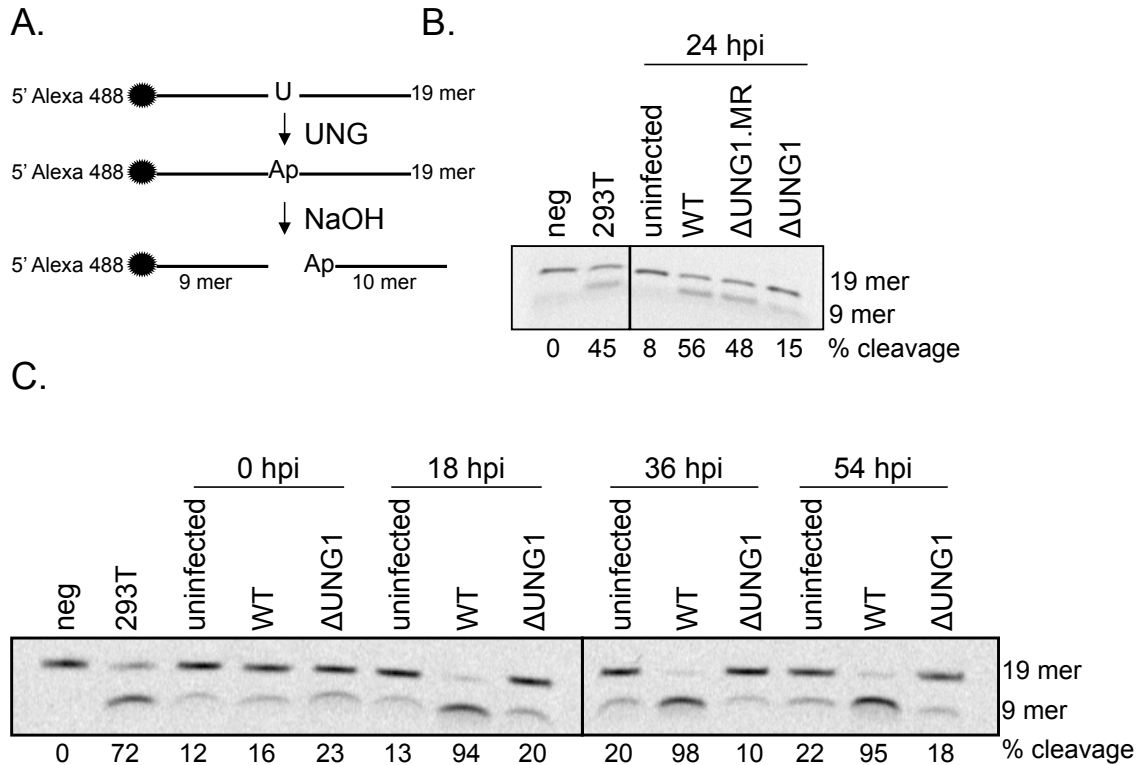 A.
5' Alexa 488 U 19 mer
UNG
5' Alexa 488 Ap 19 mer
NaOH
5' Alexa 488 9 mer Ap 10 mer
B.
24 hpi
neg 293T uninfected WT ΔUNG1.MR ΔUNG1
19 mer
9 mer
0 45 8 56 48 15 % cleavage
C.
0 hpi 18 hpi 36 hpi 54 hpi
neg 293T uninfected WT ΔUNG1 uninfected WT ΔUNG1 uninfected WT ΔUNG1 uninfected WT ΔUNG1
19 mer
9 mer
0 72 12 16 23 13 94 20 20 98 10 22 95 18 % cleavage